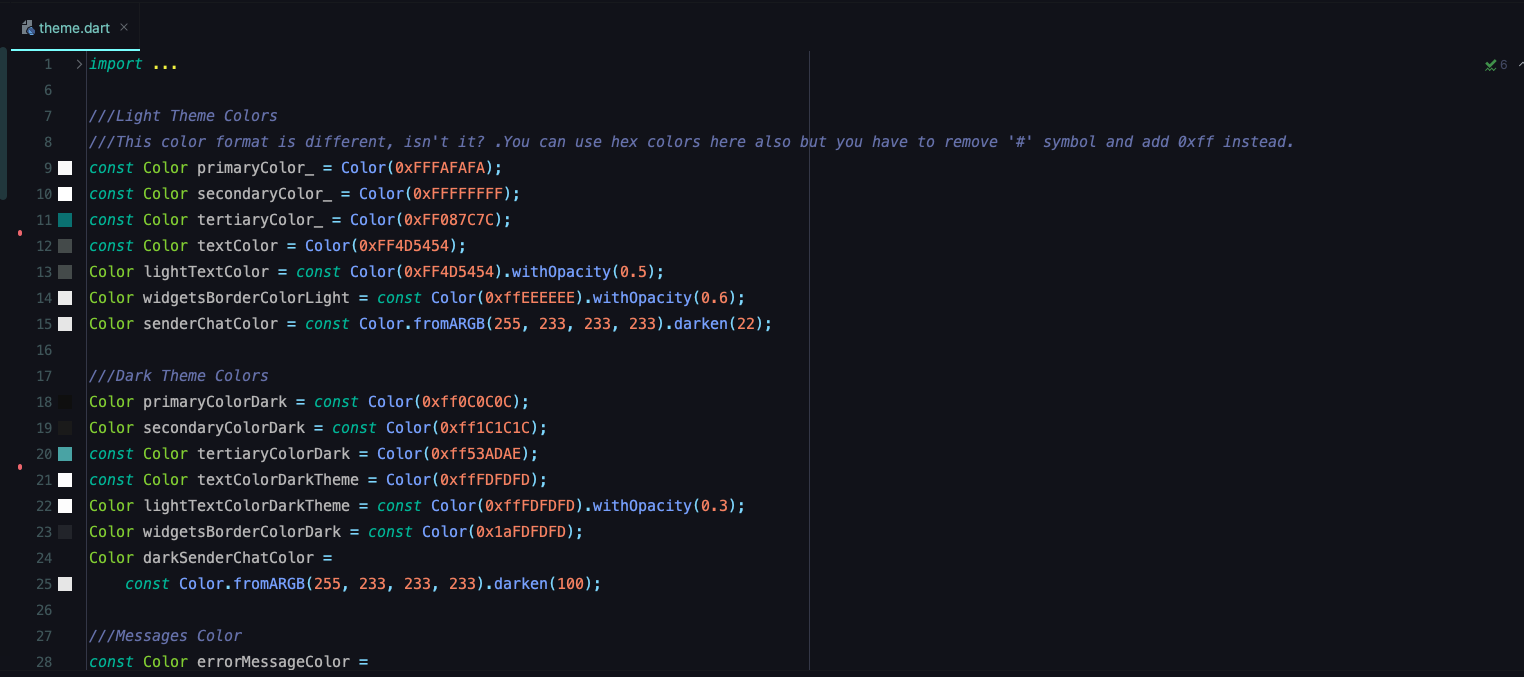 theme.dart ×
1 import ... 6
6
7 ///Light Theme Colors
8 ///This color format is different, isn't it? .You can use hex colors here also but you have to remove '#' symbol and add 0xff instead.
9 const Color primaryColor_ = Color(0xFFFAFAFA);
10 const Color secondaryColor_ = Color(0xFFFFFFFF);
11 const Color tertiaryColor_ = Color(0xFF087C7C);
12 const Color textColor = Color(0xFF4D5454);
13 Color lightTextColor = const Color(0xFF4D5454).withOpacity(0.5);
14 Color widgetsBorderColorLight = const Color(0xffEEEEEE).withOpacity(0.6);
15 Color senderChatColor = const Color.fromARGB(255, 233, 233, 233).darken(22);
16
17 ///Dark Theme Colors
18 Color primaryColorDark = const Color(0xff0C0C0C);
19 Color secondaryColorDark = const Color(0xff1C1C1C);
20 const Color tertiaryColorDark = Color(0xff53ADAE);
21 const Color textColorDarkTheme = Color(0xffFDFDFD);
22 Color lightTextColorDarkTheme = const Color(0xffFDFDFD).withOpacity(0.3);
23 Color widgetsBorderColorDark = const Color(0x1aFDFDFD);
24 Color darkSenderChatColor =
25 const Color.fromARGB(255, 233, 233, 233).darken(100);
26
27 ///Messages Color
28 const Color errorMessageColor =